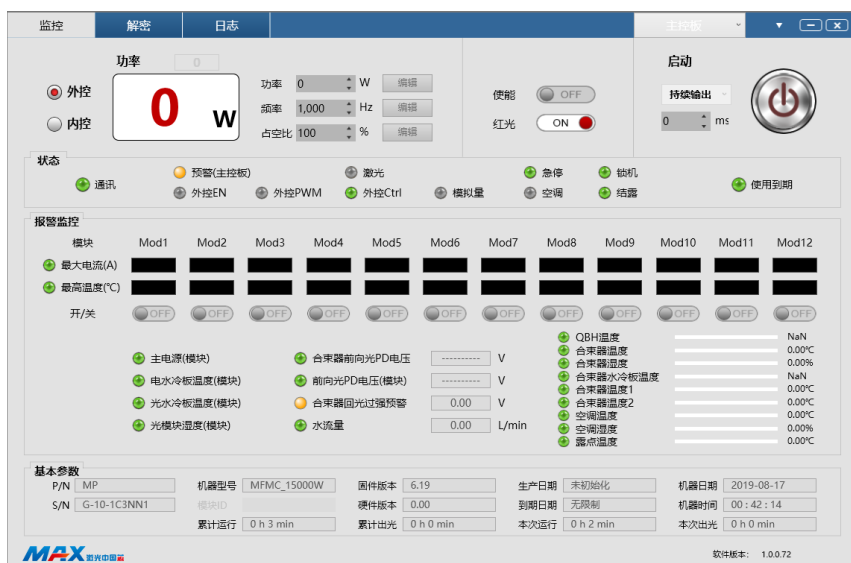 监控 解密 日志 主控板
功率 0 启动
外控 0 W 功率 0 W 编辑 使能 OFF 持续输出
内控 频率 1,000 Hz 编辑 红光 ON 0 ms
占空比 100 % 编辑
状态
通讯 预警(主控板) 激光 急停 锁机 使用到期
外控EN 外控PWM 外控Ctrl 模拟量 空调 结露
报警监控
模块 Mod1 Mod2 Mod3 Mod4 Mod5 Mod6 Mod7 Mod8 Mod9 Mod10 Mod11 Mod12
最大电流(A)
最高温度(℃)
开/关 OFF OFF OFF OFF OFF OFF OFF OFF OFF OFF OFF OFF
主电源(模块) 合束器前向光PD电压 ---------- V
电水冷板温度(模块) 前向光PD电压(模块) ---------- V
光水冷板温度(模块) 合束器回光过强预警 0.00 V
光模块湿度(模块) 水流量 0.00 L/min
QBH温度 NaN
合束器温度 0.00℃
合束器湿度 0.00%
合束器水冷板温度 NaN
合束器温度1 0.00℃
合束器温度2 0.00℃
空调温度 0.00℃
空调湿度 0.00%
露点温度 0.00℃
基本参数
P/N MP 机器型号 MFMC_15000W 固件版本 6.19 生产日期 未初始化 机器日期 2019-08-17
S/N G-10-1C3NN1 模块ID 硬件版本 0.00 到期日期 无限制 机器时间 00 : 42 : 14
累计运行 0 h 3 min 累计出光 0 h 0 min 本次运行 0 h 2 min 本次出光 0 h 0 min
MAX 激光中国芯 软件版本： 1.0.0.72